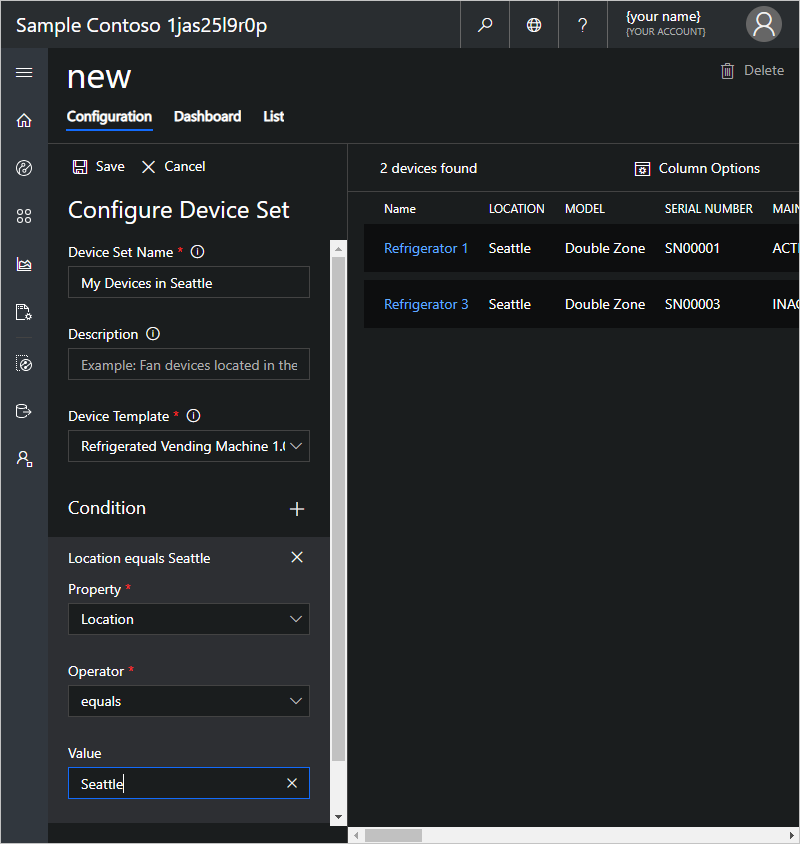 Sample Contoso 1jas25l9r0p
?
{your name}
{YOUR ACCOUNT}
new
Delete
Configuration Dashboard List
Save Cancel
2 devices found
Column Options
Configure Device Set
Name LOCATION MODEL SERIAL NUMBER MAIN
Refrigerator 1 Seattle Double Zone SN00001 ACTI
Refrigerator 3 Seattle Double Zone SN00003 INAC
Device Set Name *
My Devices in Seattle
Description
Example: Fan devices located in the
Device Template *
Refrigerated Vending Machine 1.0
Condition
Location equals Seattle
Property *
Location
Operator *
equals
Value
Seattle